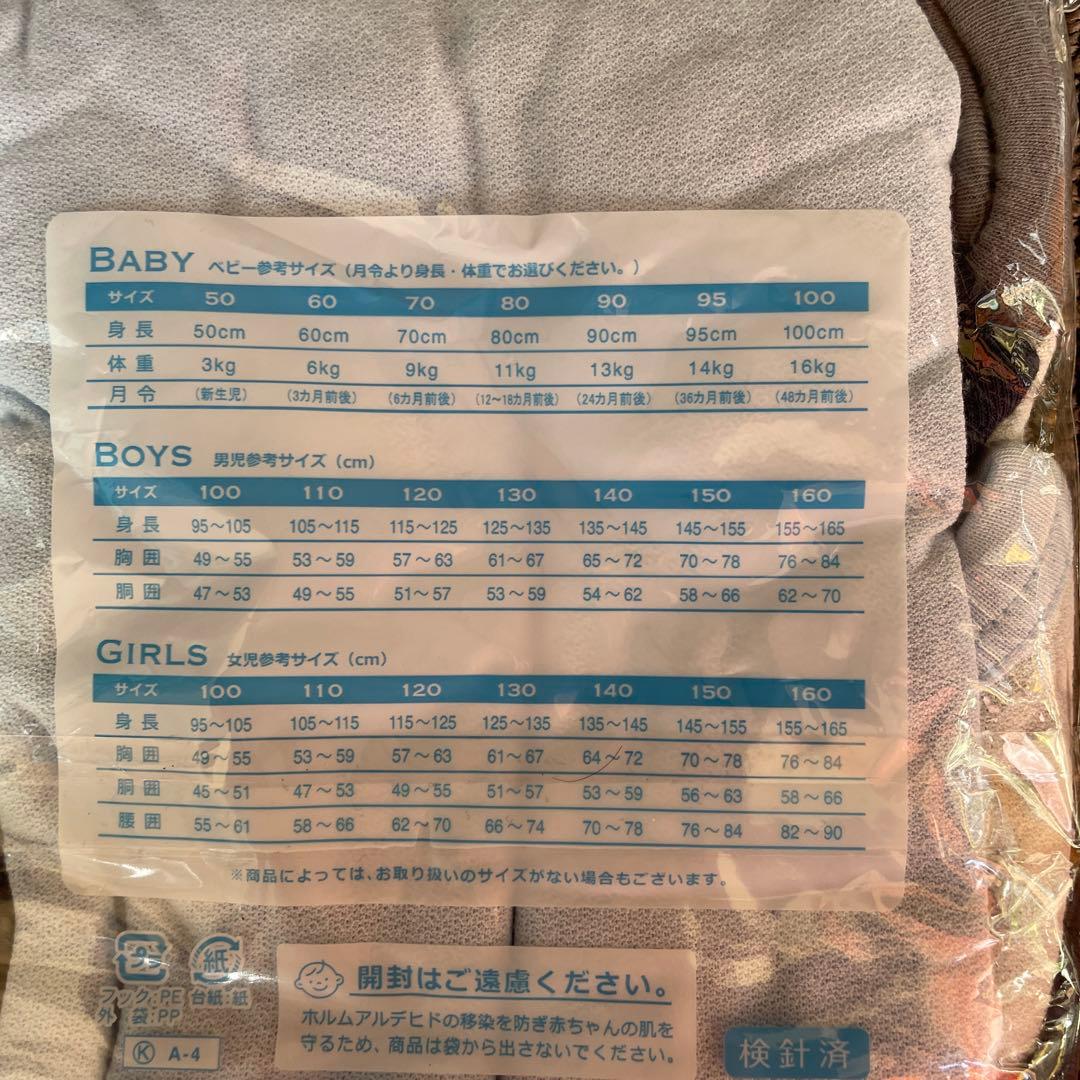 BABY ベビー参考サイズ（月令より身長・体重でお選びください。）
サイズ 50 60 70 80 90 95 100
身長 50cm 60cm 70cm 80cm 90cm 95cm 100cm
体重 3kg 6kg 9kg 11kg 13kg 14kg 16kg
月令 （新生児） （3カ月前後） （6カ月前後） （12～18カ月前後） （24カ月前後） （36カ月前後） （48カ月前後）
BOYS 男児参考サイズ（cm）
サイズ 100 110 120 130 140 150 160
身長 95～105 105～115 115～125 125～135 135～145 145～155 155～165
胸囲 49～55 53～59 57～63 61～67 65～72 70～78 76～84
胴囲 47～53 49～55 51～57 53～59 54～62 58～66 62～70
GIRLS 女児参考サイズ（cm）
サイズ 100 110 120 130 140 150 160
身長 95～105 105～115 115～125 125～135 135～145 145～155 155～165
胸囲 49～55 53～59 57～63 61～67 64～72 70～78 76～84
胴囲 45～51 47～53 49～55 51～57 53～59 56～63 58～66
腰囲 55～61 58～66 62～70 66～74 70～78 76～84 82～90
※商品によっては、お取り扱いのサイズがない場合もございます。
プラ 紙
フック:PE 台紙:紙
外 袋:PP
K A-4
開封はご遠慮ください。
ホルムアルデヒドの移染を防ぎ赤ちゃんの肌を
守るため、商品は袋から出さないでください。
検針済